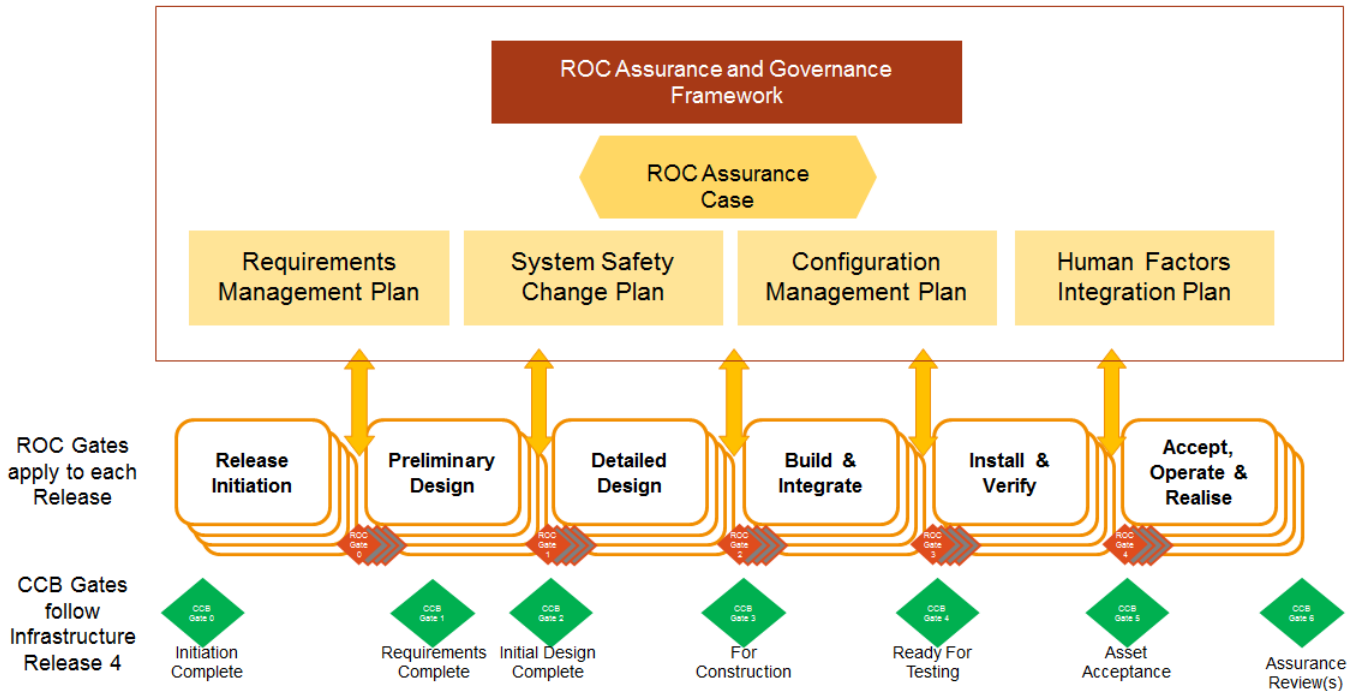 ROC Assurance and Governance
Framework
ROC Assurance
Case
Requirements
Management Plan
System Safety
Change Plan
Configuration
Management Plan
Human Factors
Integration Plan
ROC Gates
apply to each
Release
Release
Initiation
Preliminary
Design
Detailed
Design
Build &
Integrate
Install &
Verify
Accept,
Operate &
Realise
ROC
Gate
0
ROC
Gate
1
ROC
Gate
2
ROC
Gate
3
ROC
Gate
4
CCB Gates
follow
Infrastructure
Release 4
CCB
Gate 0
CCB
Gate 1
CCB
Gate 2
CCB
Gate 3
CCB
Gate 4
CCB
Gate 5
CCB
Gate 6
Initiation
Complete
Requirements
Complete
Initial Design
Complete
For
Construction
Ready For
Testing
Asset
Acceptance
Assurance
Review(s)